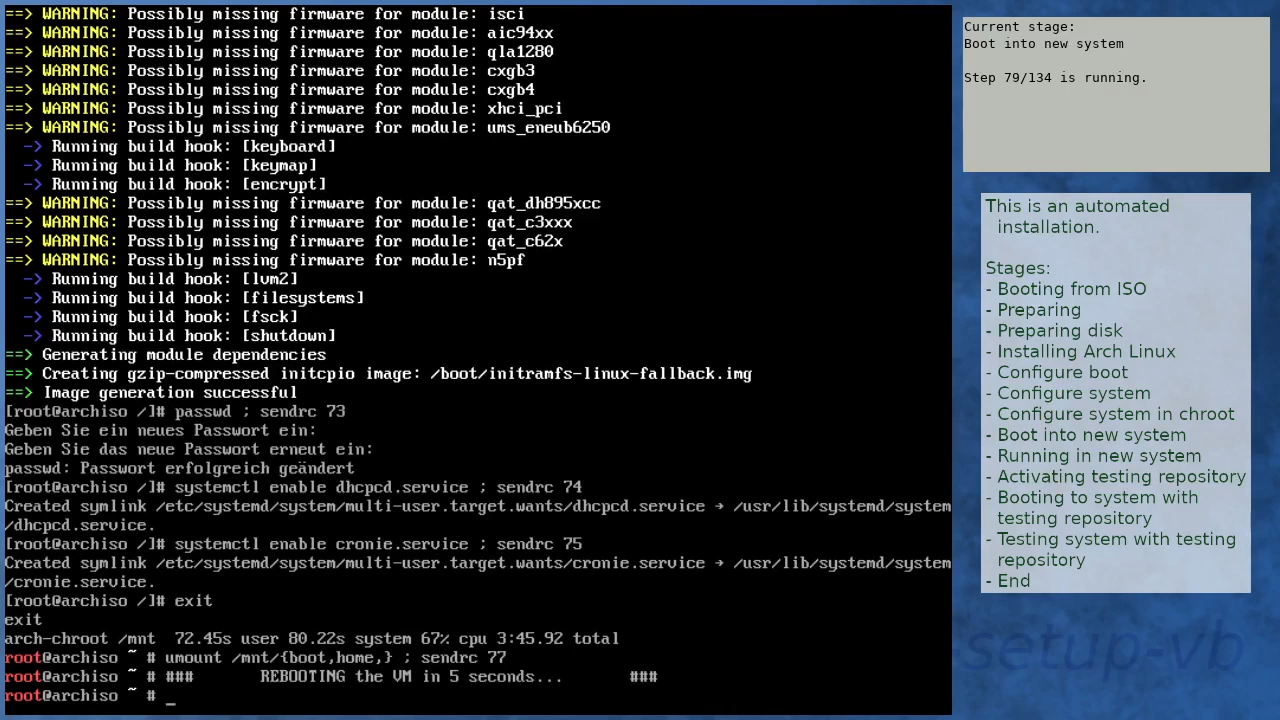 ==> WARNING: Possibly missing firmware for module: isci
==> WARNING: Possibly missing firmware for module: aic94xx
==> WARNING: Possibly missing firmware for module: qla1280
==> WARNING: Possibly missing firmware for module: cxgb3
==> WARNING: Possibly missing firmware for module: cxgb4
==> WARNING: Possibly missing firmware for module: xhci_pci
==> WARNING: Possibly missing firmware for module: ums_eneub6250
  -> Running build hook: [keyboard]
  -> Running build hook: [keymap]
  -> Running build hook: [encrypt]
==> WARNING: Possibly missing firmware for module: qat_dh895xcc
==> WARNING: Possibly missing firmware for module: qat_c3xxx
==> WARNING: Possibly missing firmware for module: qat_c62x
==> WARNING: Possibly missing firmware for module: n5pf
  -> Running build hook: [lvm2]
  -> Running build hook: [filesystems]
  -> Running build hook: [fsck]
  -> Running build hook: [shutdown]
==> Generating module dependencies
==> Creating gzip-compressed initcpio image: /boot/initramfs-linux-fallback.img
==> Image generation successful
[root@archiso /]# passwd ; sendrc 73
Geben Sie ein neues Passwort ein:
Geben Sie das neue Passwort erneut ein:
passwd: Passwort erfolgreich geändert
[root@archiso /]# systemctl enable dhcpcd.service ; sendrc 74
Created symlink /etc/systemd/system/multi-user.target.wants/dhcpcd.service → /usr/lib/systemd/system
/dhcpcd.service.
[root@archiso /]# systemctl enable cronie.service ; sendrc 75
Created symlink /etc/systemd/system/multi-user.target.wants/cronie.service → /usr/lib/systemd/system
/cronie.service.
[root@archiso /]# exit
exit
arch-chroot /mnt  72.45s user 80.22s system 67% cpu 3:45.92 total
root@archiso ~ # umount /mnt/{boot,home,} ; sendrc 77
root@archiso ~ # ###       REBOOTING the VM in 5 seconds...       ###
root@archiso ~ # _
Current stage:
Boot into new system
Step 79/134 is running.
This is an automated
installation.
Stages:
- Booting from ISO
- Preparing
- Preparing disk
- Installing Arch Linux
- Configure boot
- Configure system
- Configure system in chroot
- Boot into new system
- Running in new system
- Activating testing repository
- Booting to system with
testing repository
- Testing system with testing
repository
- End
-setup-vb